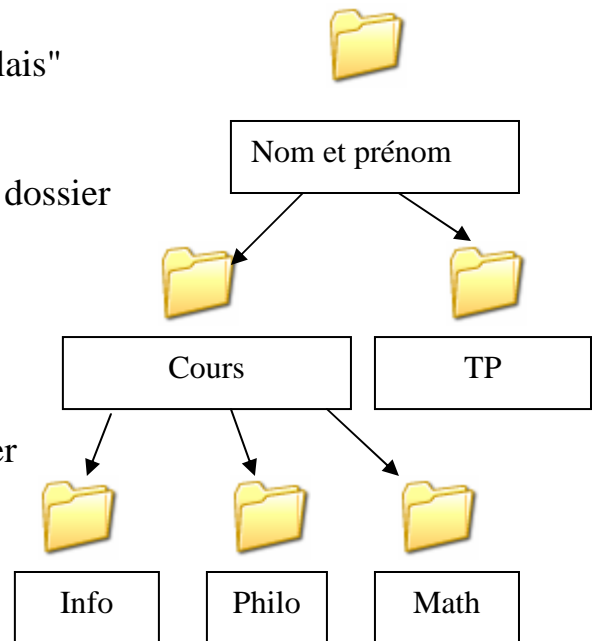 lais"
Nom et prénom
dossier
Cours TP
er
Info Philo Math